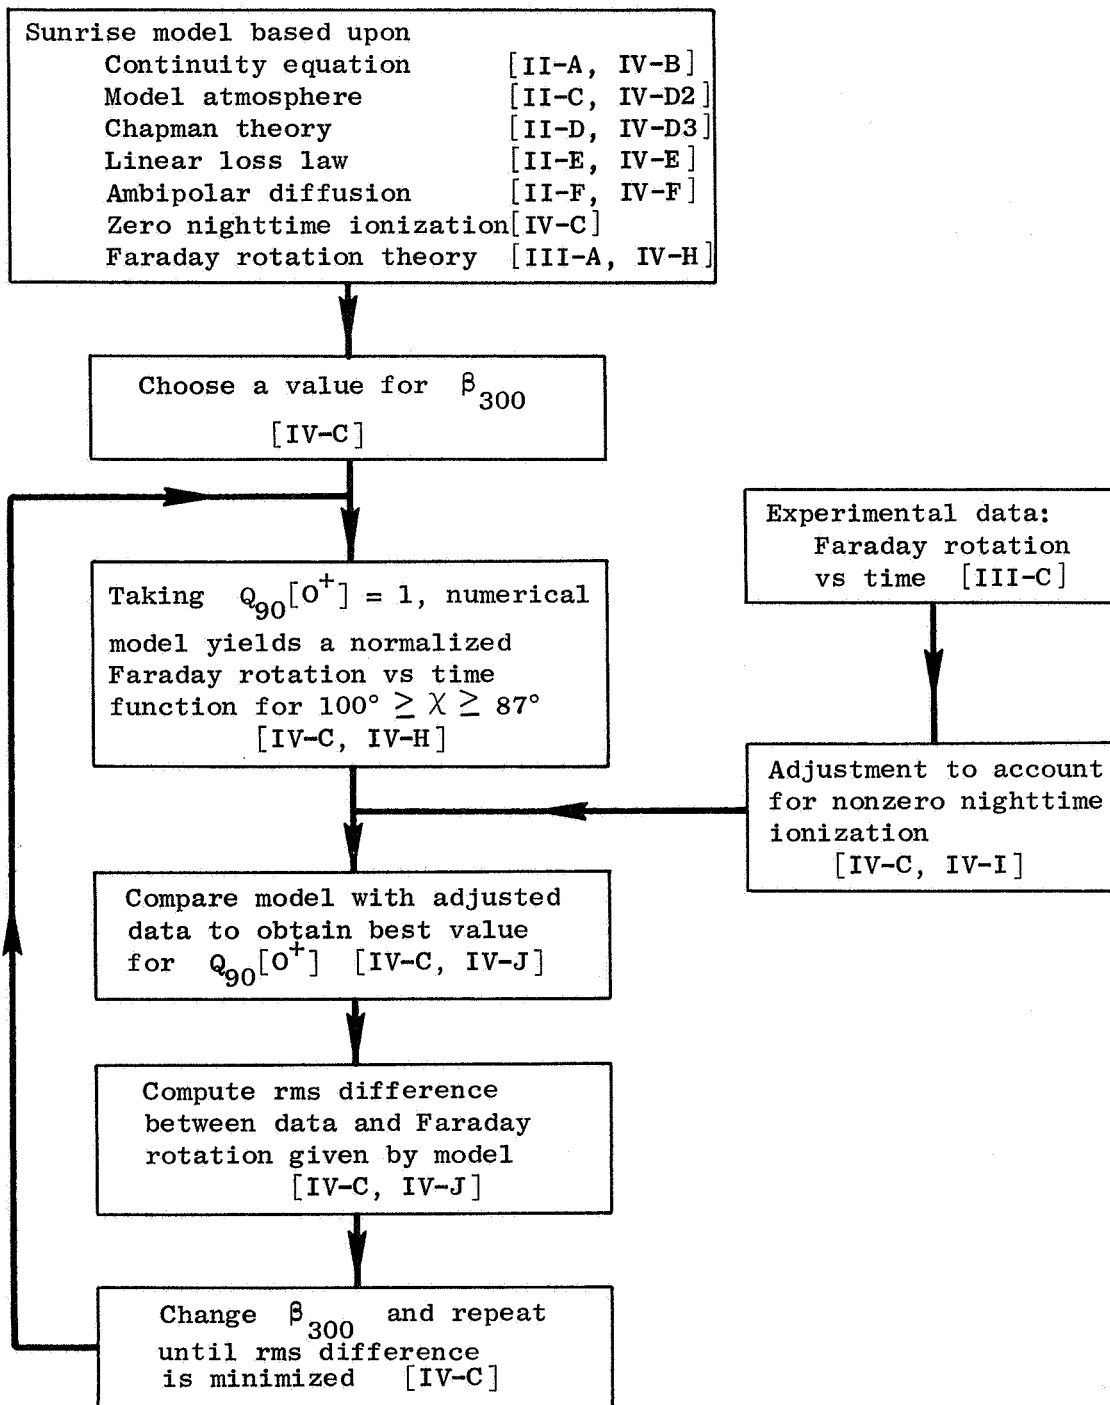 Sunrise model based upon
Continuity equation [II-A, IV-B]
Model atmosphere [II-C, IV-D2]
Chapman theory [II-D, IV-D3]
Linear loss law [II-E, IV-E]
Ambipolar diffusion [II-F, IV-F]
Zero nighttime ionization[IV-C]
Faraday rotation theory [III-A, IV-H]
Choose a value for β300
[IV-C]
Taking Q90[O+] = 1, numerical
model yields a normalized
Faraday rotation vs time
function for 100° ≥ χ ≥ 87°
[IV-C, IV-H]
Experimental data:
Faraday rotation
vs time [III-C]
Adjustment to account
for nonzero nighttime
ionization
[IV-C, IV-I]
Compare model with adjusted
data to obtain best value
for Q90[O+] [IV-C, IV-J]
Compute rms difference
between data and Faraday
rotation given by model
[IV-C, IV-J]
Change β300 and repeat
until rms difference
is minimized [IV-C]